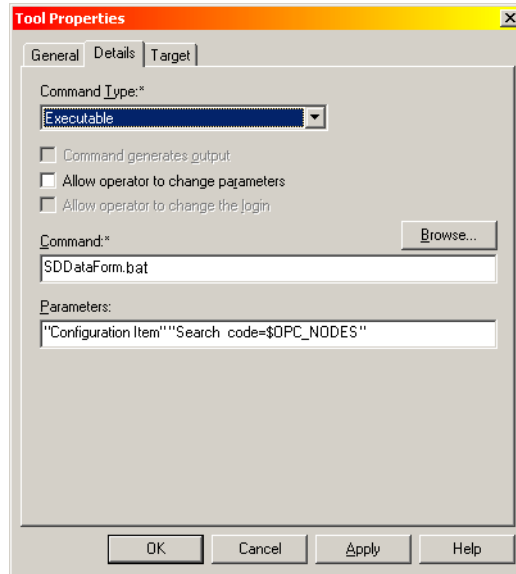 Tool Properties
General Details Target
Command Type:*
Executable
Command generates output
Allow operator to change parameters
Allow operator to change the login
Command:*
Browse...
SDDataForm.bat
Parameters:
"Configuration Item" "Search code=$OPC_NODES"
OK Cancel Apply Help